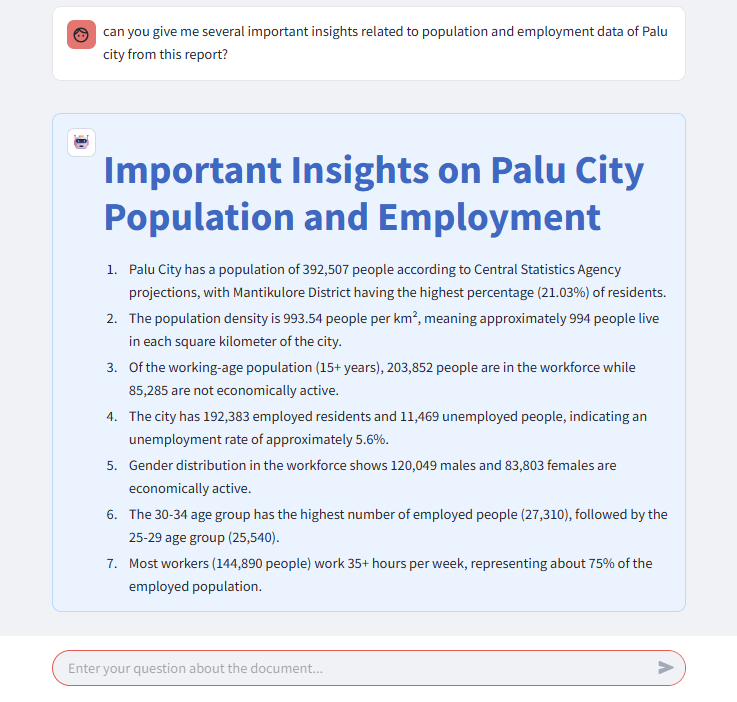 can you give me several important insights related to population and employment data of Palu
city from this report?
Important Insights on Palu City
Population and Employment
1. Palu City has a population of 392,507 people according to Central Statistics Agency
projections, with Mantikulore District having the highest percentage (21.03%) of residents.
2. The population density is 993.54 people per km², meaning approximately 994 people live
in each square kilometer of the city.
3. Of the working-age population (15+ years), 203,852 people are in the workforce while
85,285 are not economically active.
4. The city has 192,383 employed residents and 11,469 unemployed people, indicating an
unemployment rate of approximately 5.6%.
5. Gender distribution in the workforce shows 120,049 males and 83,803 females are
economically active.
6. The 30-34 age group has the highest number of employed people (27,310), followed by the
25-29 age group (25,540).
7. Most workers (144,890 people) work 35+ hours per week, representing about 75% of the
employed population.
Enter your question about the document...